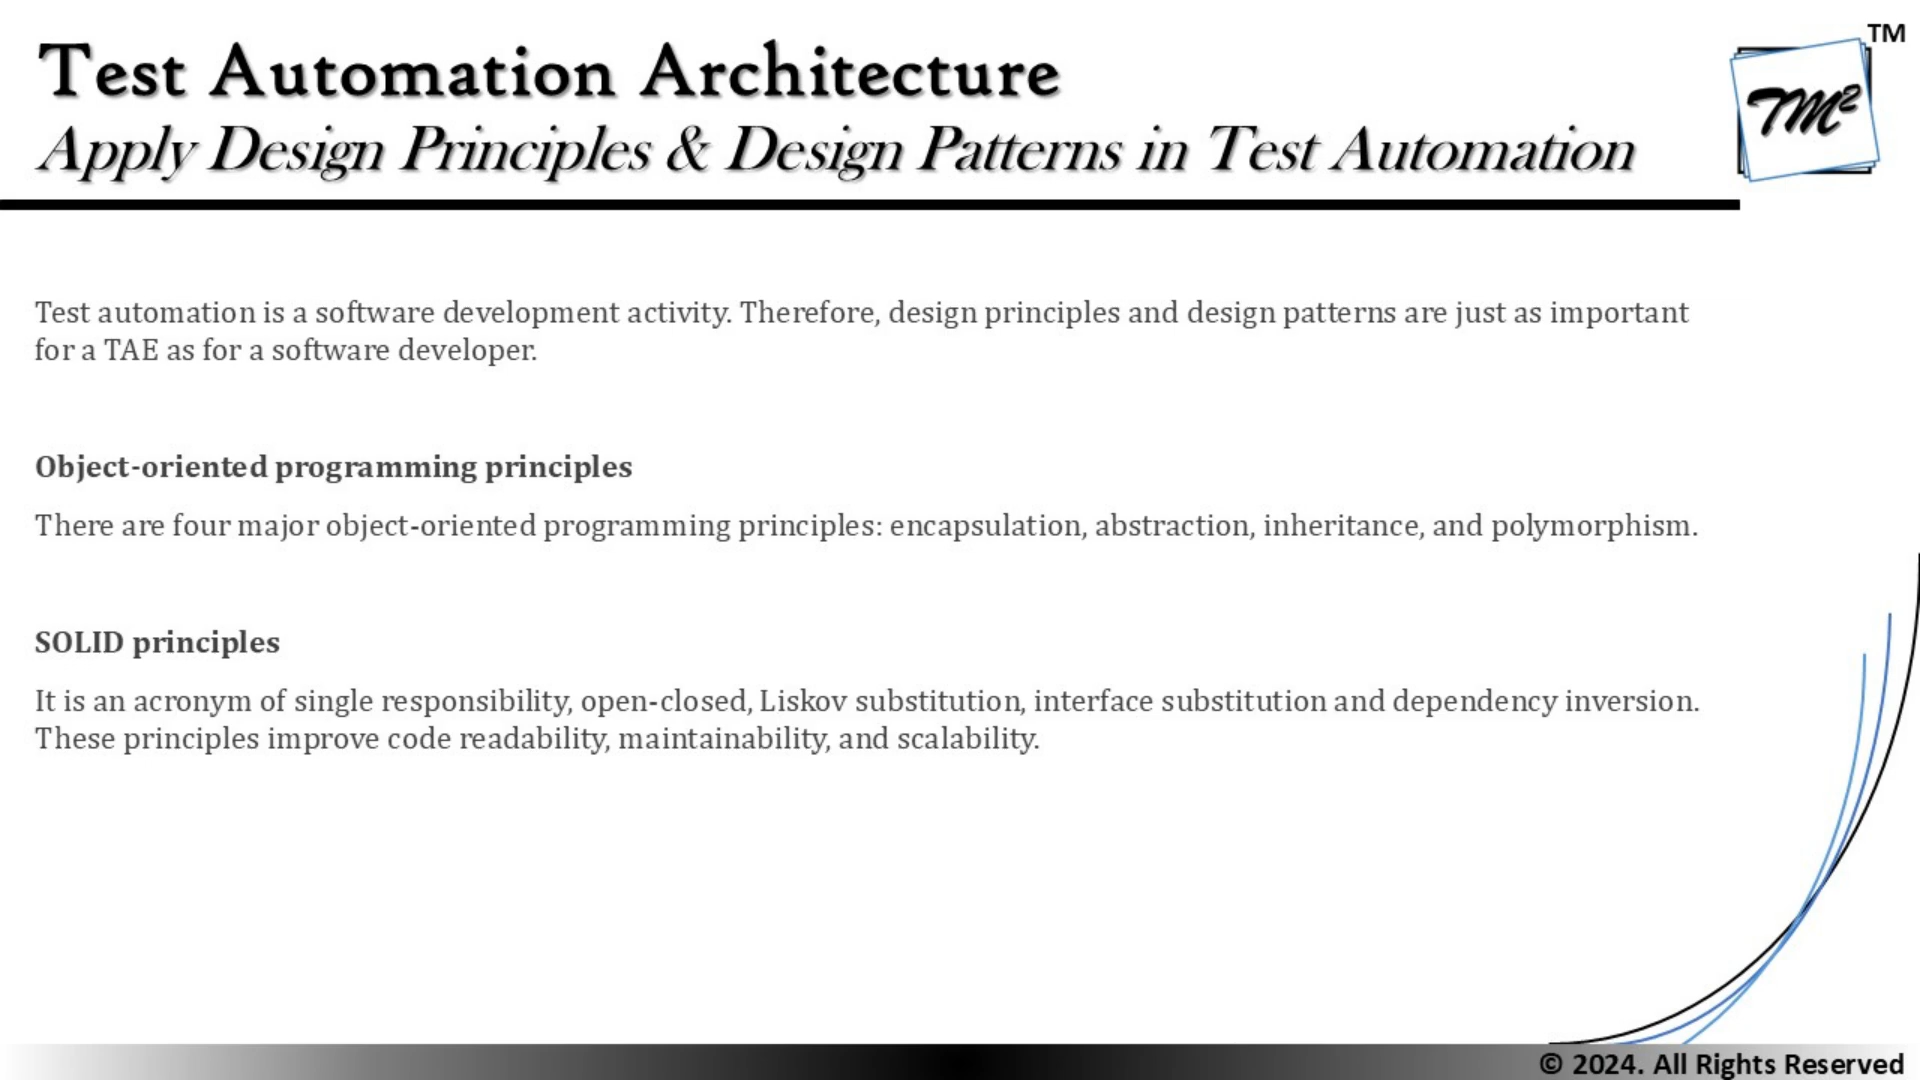 Test Automation Architecture
TM
TM²
Apply Design Principles & Design Patterns in Test Automation
Test automation is a software development activity. Therefore, design principles and design patterns are just as important
for a TAE as for a software developer.
Object-oriented programming principles
There are four major object-oriented programming principles: encapsulation, abstraction, inheritance, and polymorphism.
SOLID principles
It is an acronym of single responsibility, open-closed, Liskov substitution, interface substitution and dependency inversion.
These principles improve code readability, maintainability, and scalability.
© 2024. All Rights Reserved